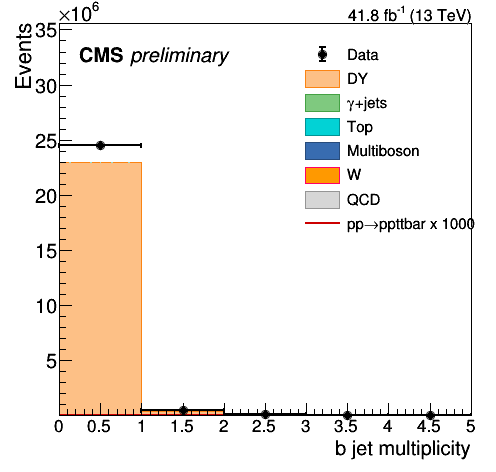 ×10⁶
41.8 fb⁻¹ (13 TeV)
Events
CMS preliminary
Data
DY
γ+jets
Top
Multiboson
W
QCD
pp→ppttbar x 1000
35
30
25
20
15
10
5
0 0.5 1 1.5 2 2.5 3 3.5 4 4.5 5
b jet multiplicity